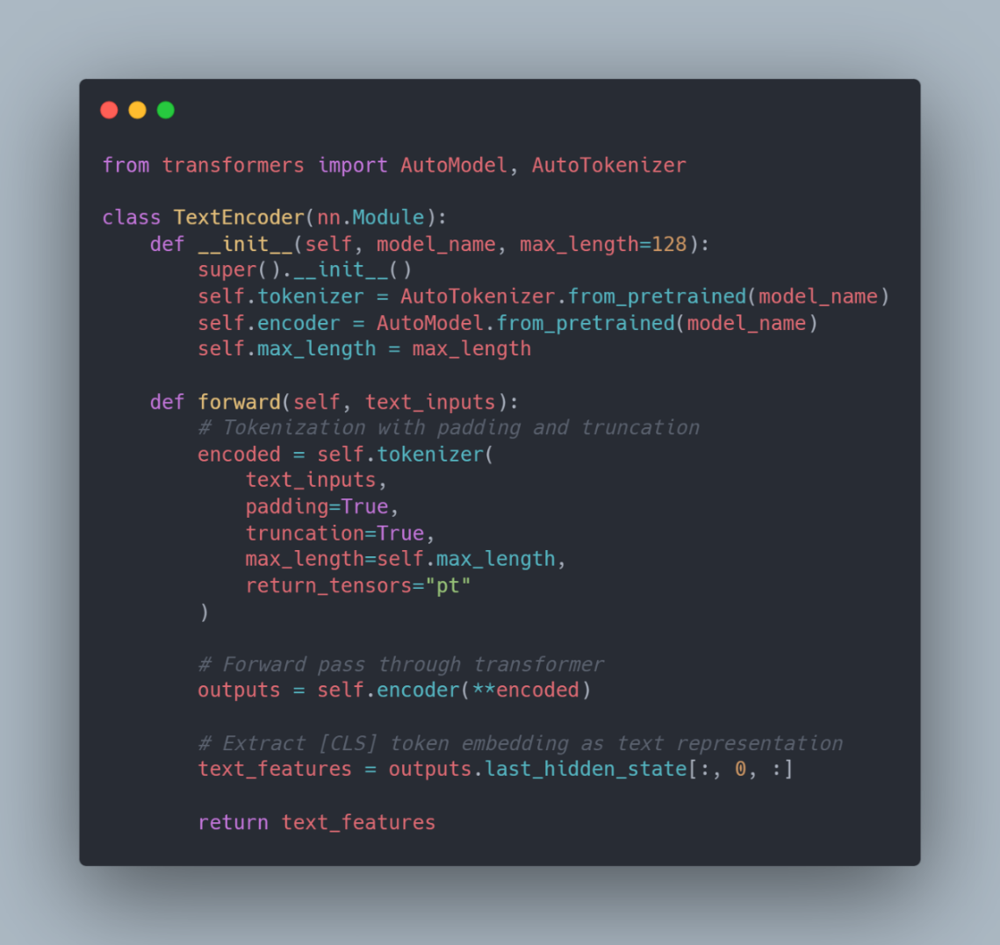 from transformers import AutoModel, AutoTokenizer

class TextEncoder(nn.Module):
    def __init__(self, model_name, max_length=128):
        super().__init__()
        self.tokenizer = AutoTokenizer.from_pretrained(model_name)
        self.encoder = AutoModel.from_pretrained(model_name)
        self.max_length = max_length

    def forward(self, text_inputs):
        # Tokenization with padding and truncation
        encoded = self.tokenizer(
            text_inputs,
            padding=True,
            truncation=True,
            max_length=self.max_length,
            return_tensors="pt"
        )

        # Forward pass through transformer
        outputs = self.encoder(**encoded)

        # Extract [CLS] token embedding as text representation
        text_features = outputs.last_hidden_state[:, 0, :]

        return text_features